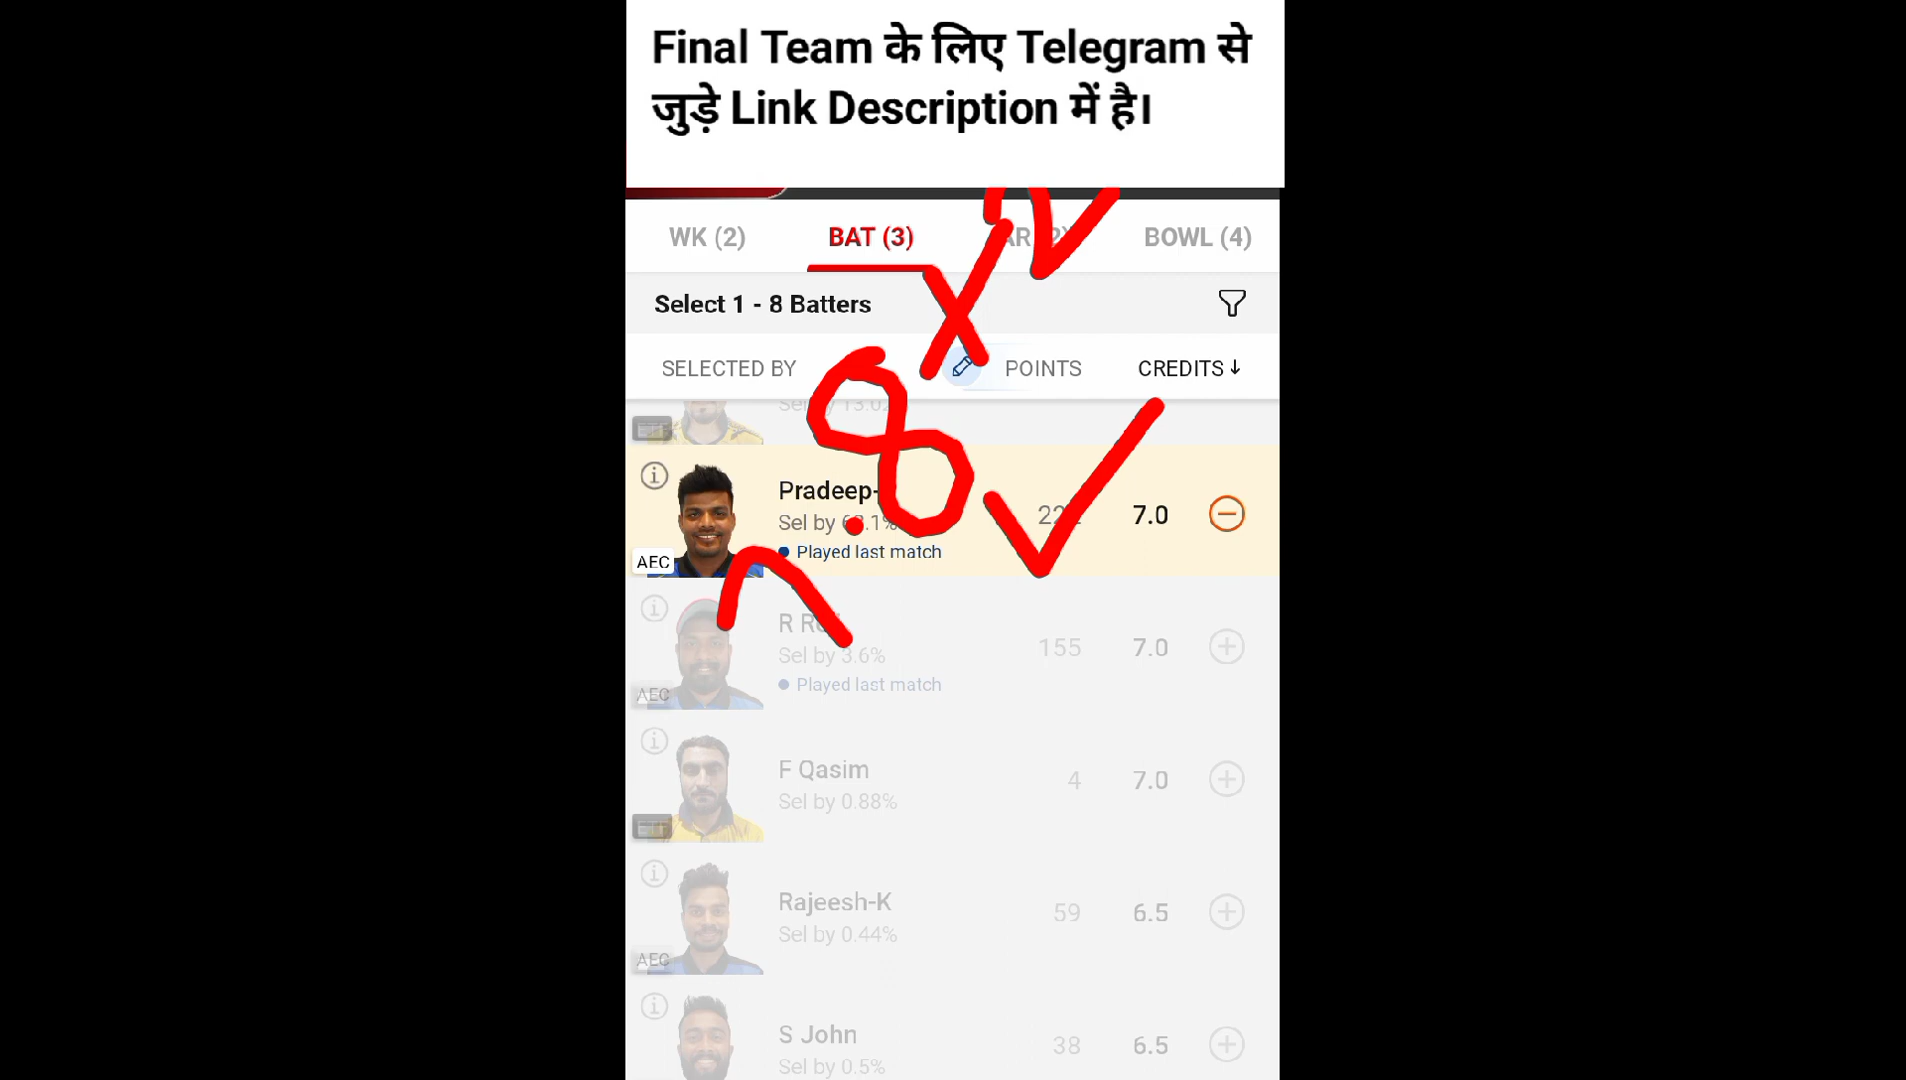 Final Team के लिए Telegram से
जुड़े Link Description में है।
WK (2)
BAT (3)
AR (2)
BOWL (4)
Select 1 - 8 Batters
SELECTED BY
POINTS
CREDITS↓
8
Pradeep-
Sel by
7.0
AEC
Played last match
R
155
7.0
Sel by 3.6%
AEC
Played last match
F Qasim
4
7.0
Sel by 0.88%
Rajeesh-K
59
6.5
Sel by 0.44%
AEC
S John
38
6.5
Sel by 0.5%